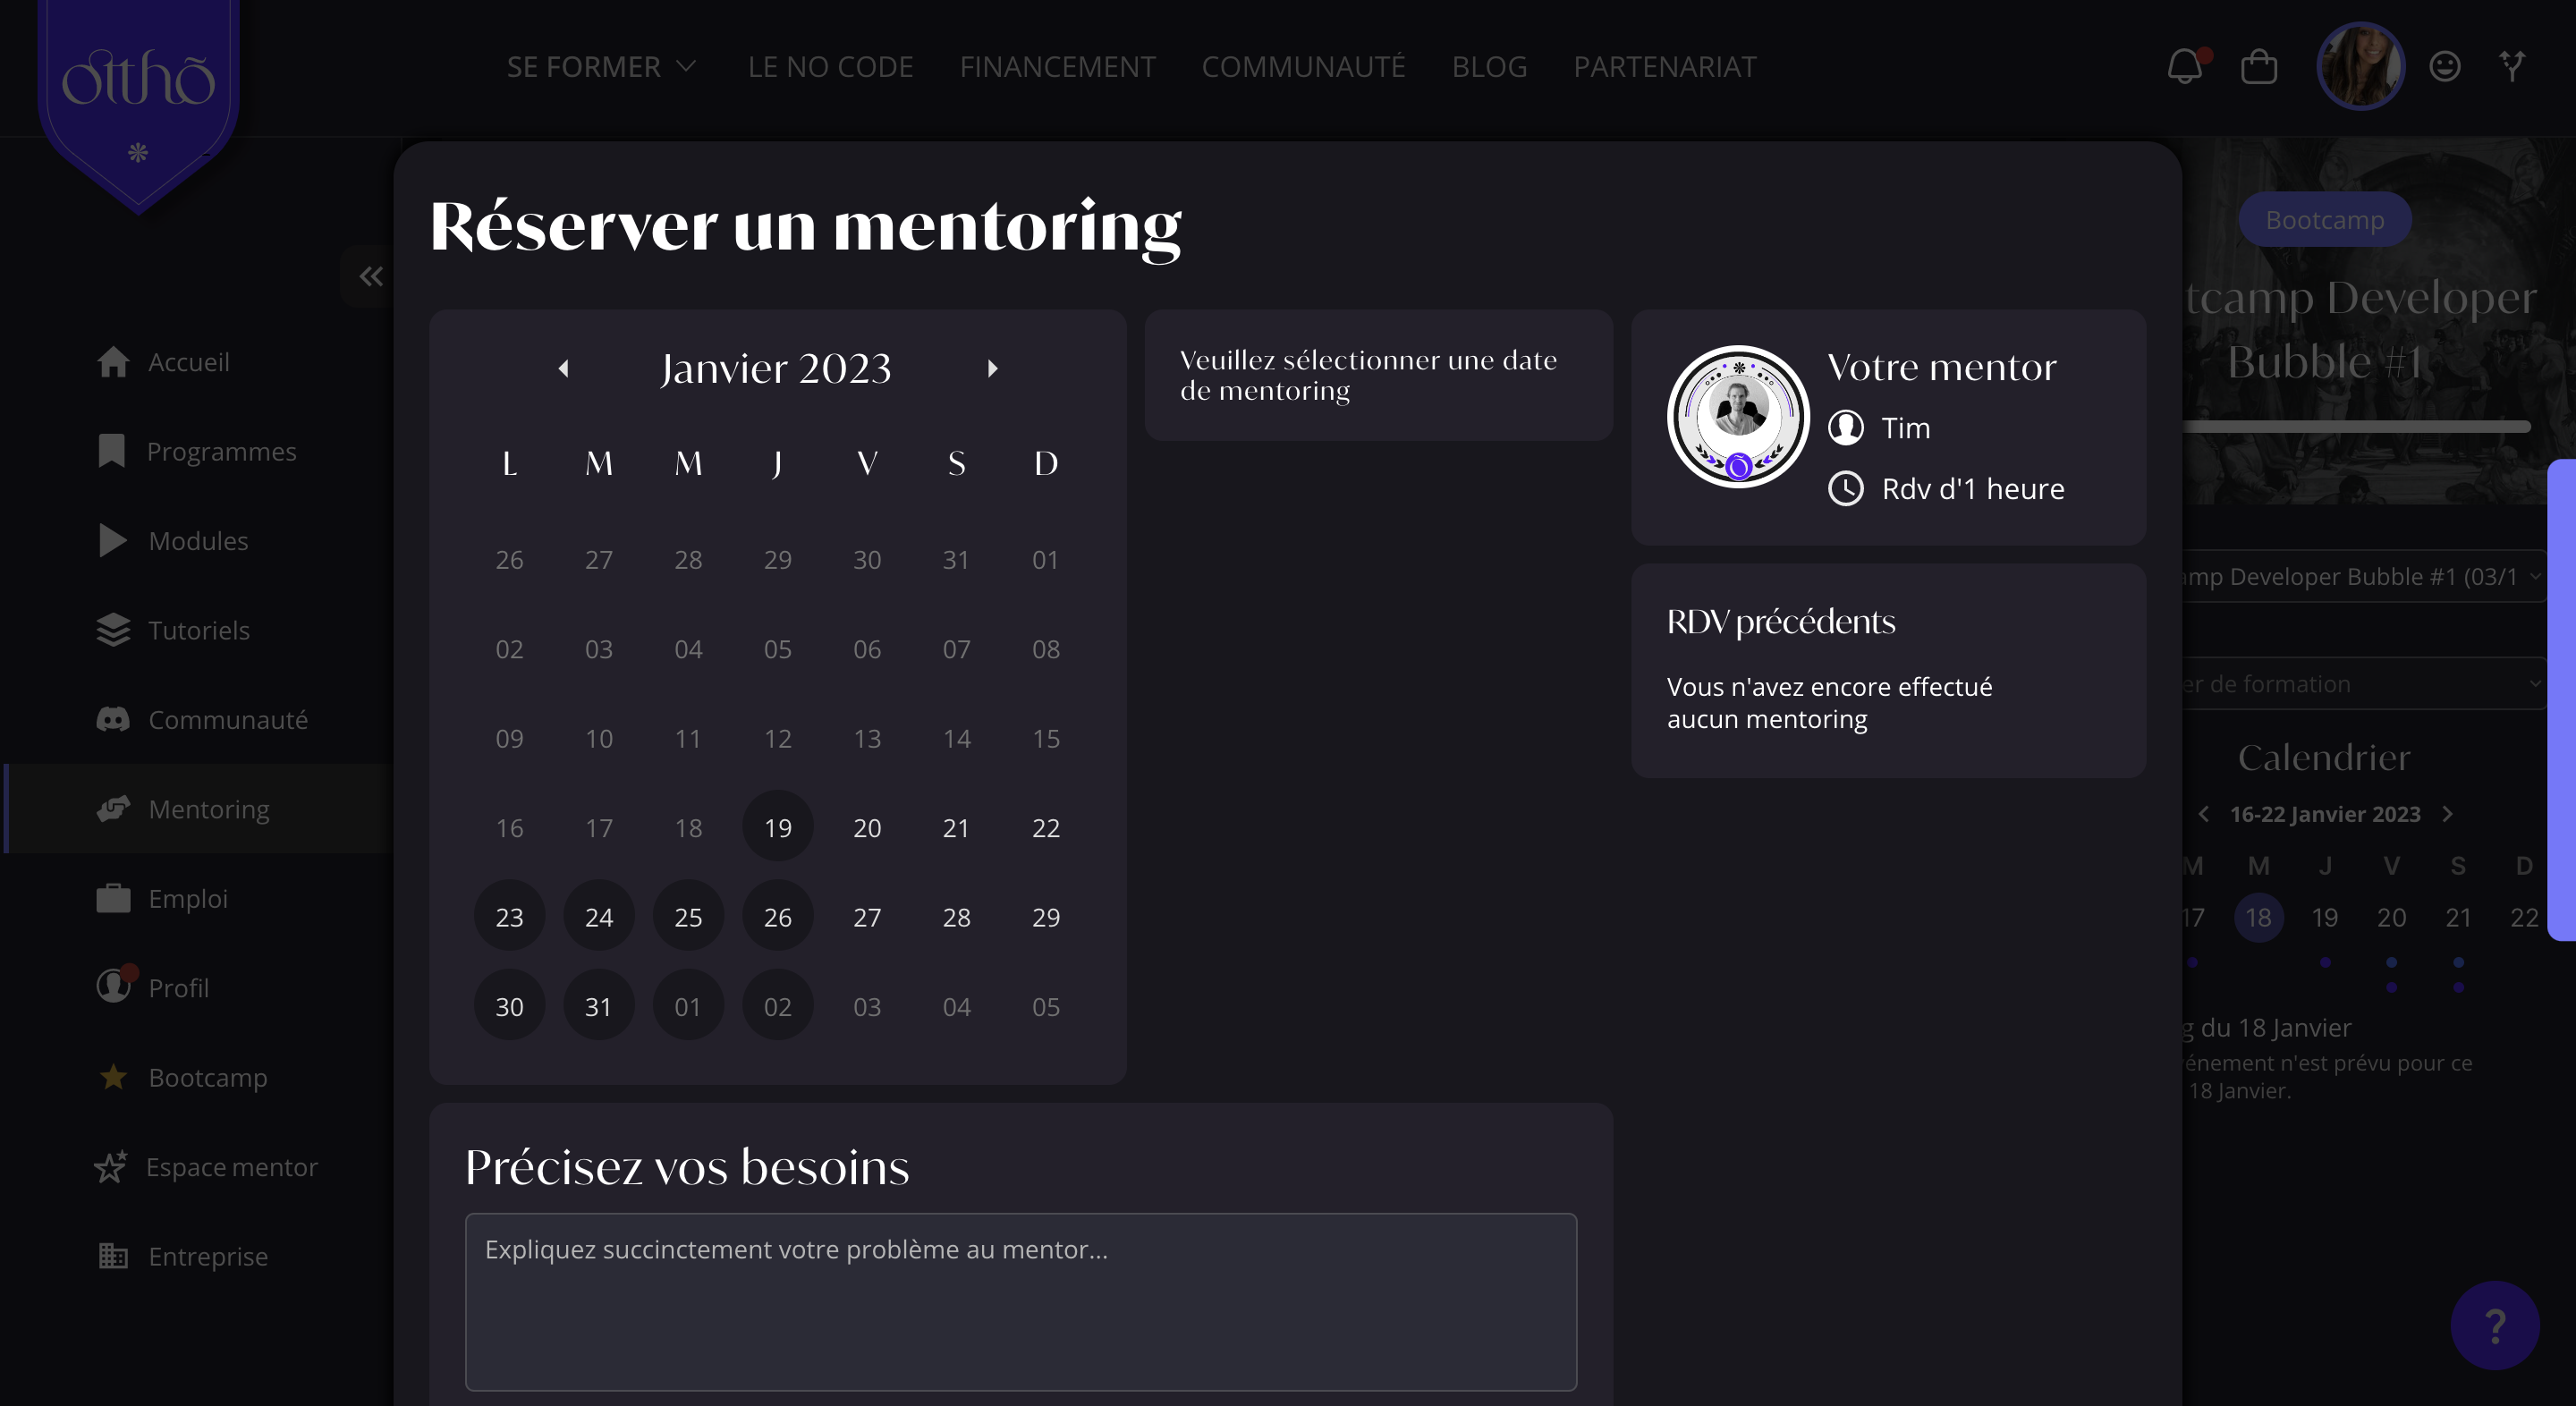 otthõ
SE FORMER
LE NO CODE
FINANCEMENT
COMMUNAUTÉ
BLOG
PARTENARIAT
Accueil
Programmes
Modules
Tutoriels
Communauté
Mentoring
Emploi
Profil
Bootcamp
Espace mentor
Entreprise
Réserver un mentoring
Janvier 2023
L M M J V S D
26 27 28 29 30 31 01
02 03 04 05 06 07 08
09 10 11 12 13 14 15
16 17 18 19 20 21 22
23 24 25 26 27 28 29
30 31 01 02 03 04 05
Veuillez sélectionner une date
de mentoring
Votre mentor
Tim
Rdv d'1 heure
RDV précédents
Vous n'avez encore effectué
aucun mentoring
Précisez vos besoins
Expliquez succinctement votre problème au mentor...
Bootcamp
tcamp Developer
Bubble #1
amp Developer Bubble #1 (03/1
er de formation
Calendrier
16-22 Janvier 2023
M M J V S D
17 18 19 20 21 22
g du 18 Janvier
vénement n'est prévu pour ce
18 Janvier.
?